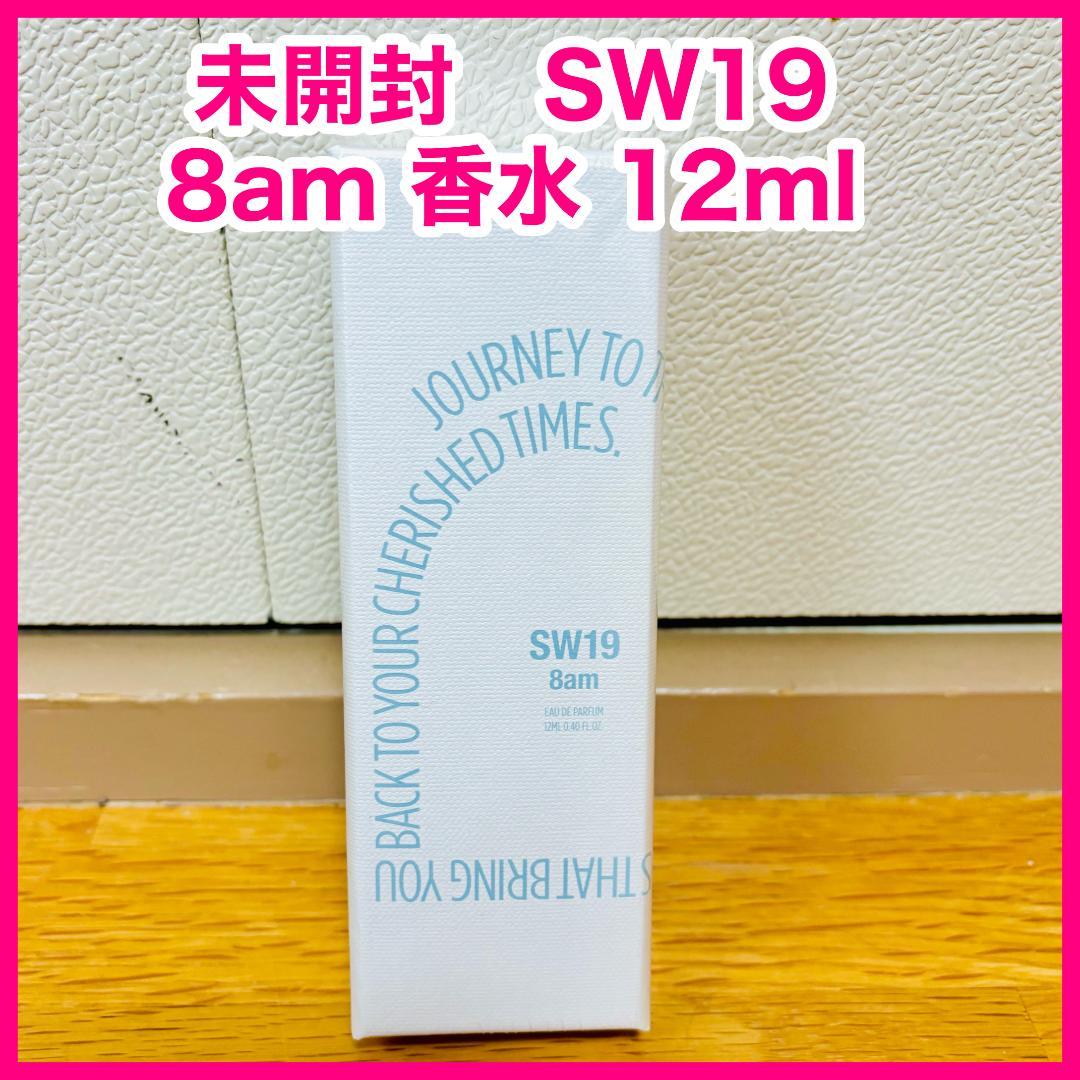 未開封　SW19
8am 香水 12ml
JOURNEY TO
BACK TO YOUR CHERISHED TIMES.
SW19
8am
EAU DE PARFUM
12ML 0.40 FL.OZ.
THAT BRING YOU